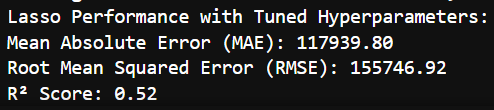 Lasso Performance with Tuned Hyperparameters:
Mean Absolute Error (MAE): 117939.80
Root Mean Squared Error (RMSE): 155746.92
R² Score: 0.52